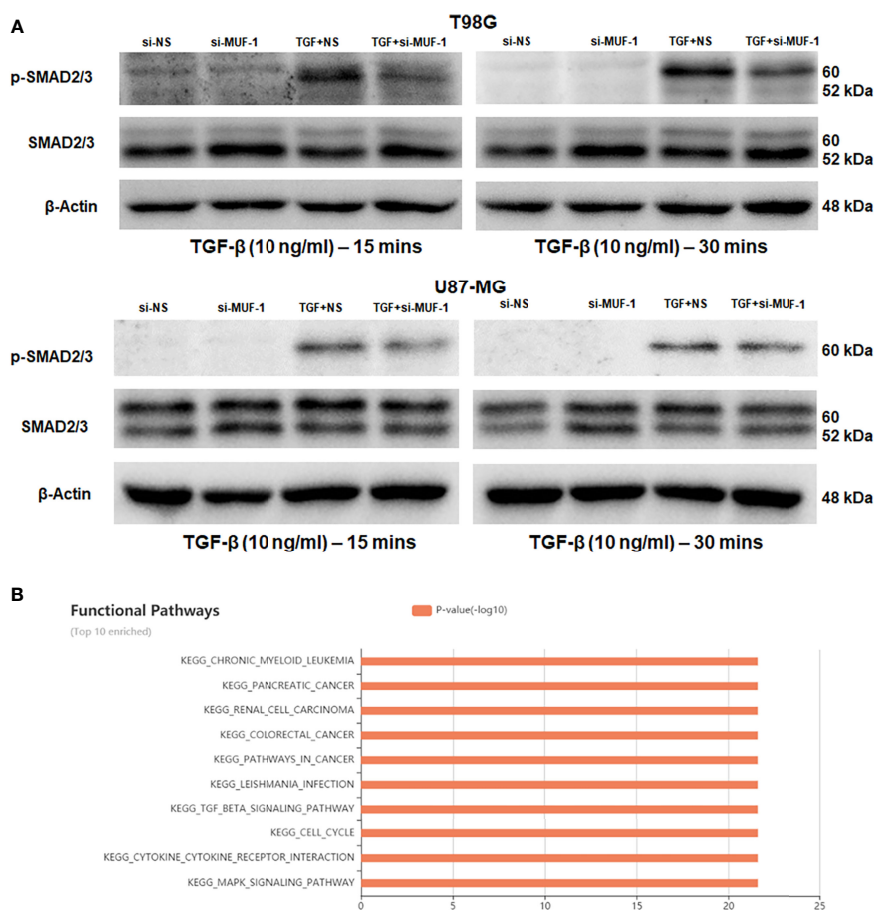 A
T98G
si-NS si-MUF-1 TGF+NS TGF+si-MUF-1 si-NS si-MUF-1 TGF+NS TGF+si-MUF-1
p-SMAD2/3
60
52 kDa
SMAD2/3
60
52 kDa
β-Actin
48 kDa
TGF-β (10 ng/ml) – 15 mins TGF-β (10 ng/ml) – 30 mins
U87-MG
si-NS si-MUF-1 TGF+NS TGF+si-MUF-1 si-NS si-MUF-1 TGF+NS TGF+si-MUF-1
p-SMAD2/3
60 kDa
SMAD2/3
60
52 kDa
β-Actin
48 kDa
TGF-β (10 ng/ml) – 15 mins TGF-β (10 ng/ml) – 30 mins
B
Functional Pathways
P-value(-log10)
(Top 10 enriched)
KEGG_CHRONIC_MYELOID_LEUKEMIA
KEGG_PANCREATIC_CANCER
KEGG_RENAL_CELL_CARCINOMA
KEGG_COLORECTAL_CANCER
KEGG_PATHWAYS_IN_CANCER
KEGG_LEISHMANIA_INFECTION
KEGG_TGF_BETA_SIGNALING_PATHWAY
KEGG_CELL_CYCLE
KEGG_CYTOKINE_CYTOKINE_RECEPTOR_INTERACTION
KEGG_MAPK_SIGNALING_PATHWAY
0 5 10 15 20 25